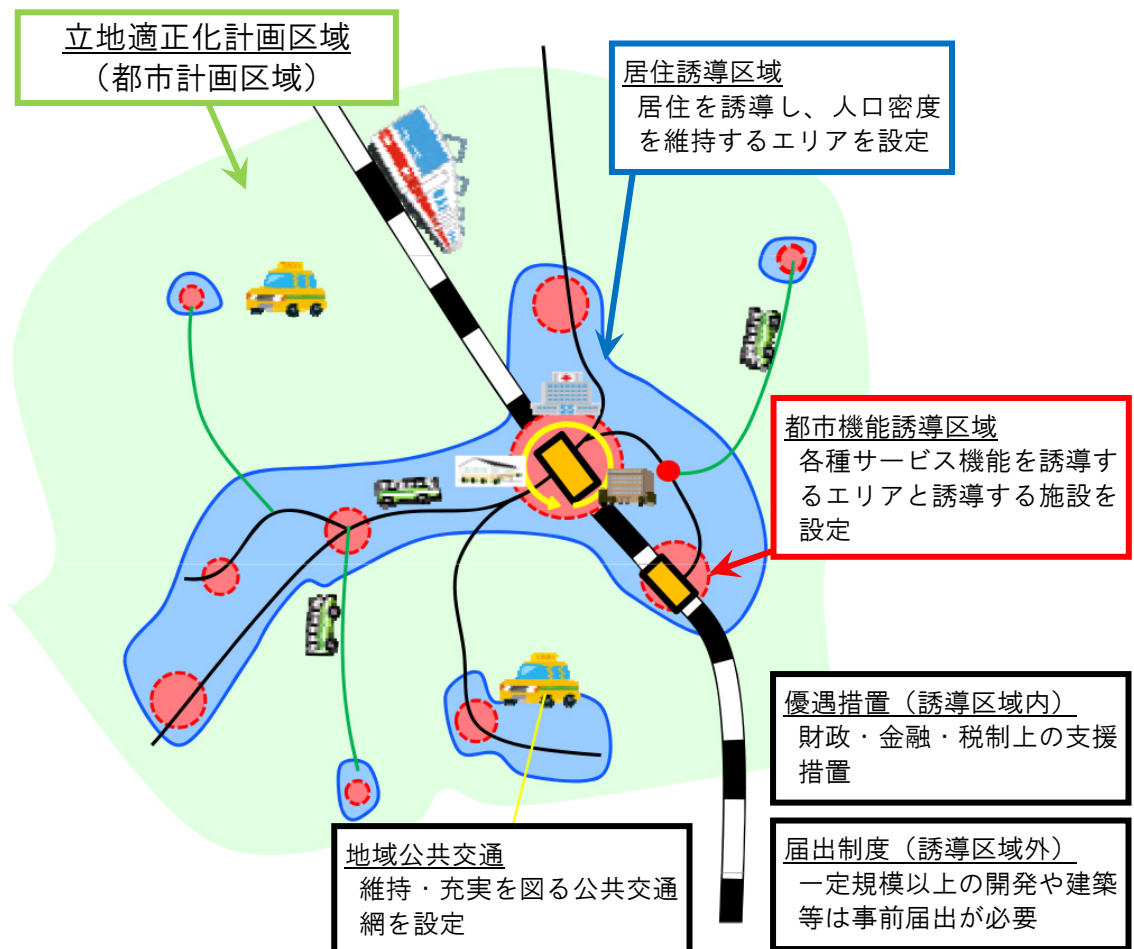 立地適正化計画区域
（都市計画区域）
居住誘導区域
居住を誘導し、人口密度
を維持するエリアを設定
都市機能誘導区域
各種サービス機能を誘導す
るエリアと誘導する施設を
設定
優遇措置（誘導区域内）
財政・金融・税制上の支援
措置
地域公共交通
維持・充実を図る公共交通
網を設定
届出制度（誘導区域外）
一定規模以上の開発や建築
等は事前届出が必要